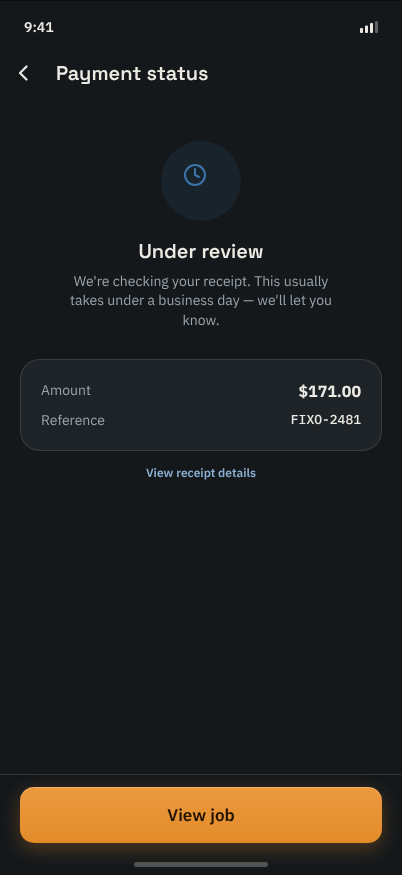 9:41
Payment status
Under review
We're checking your receipt. This usually
takes under a business day — we'll let you
know.
Amount $171.00
Reference FIXO-2481
View receipt details
View job